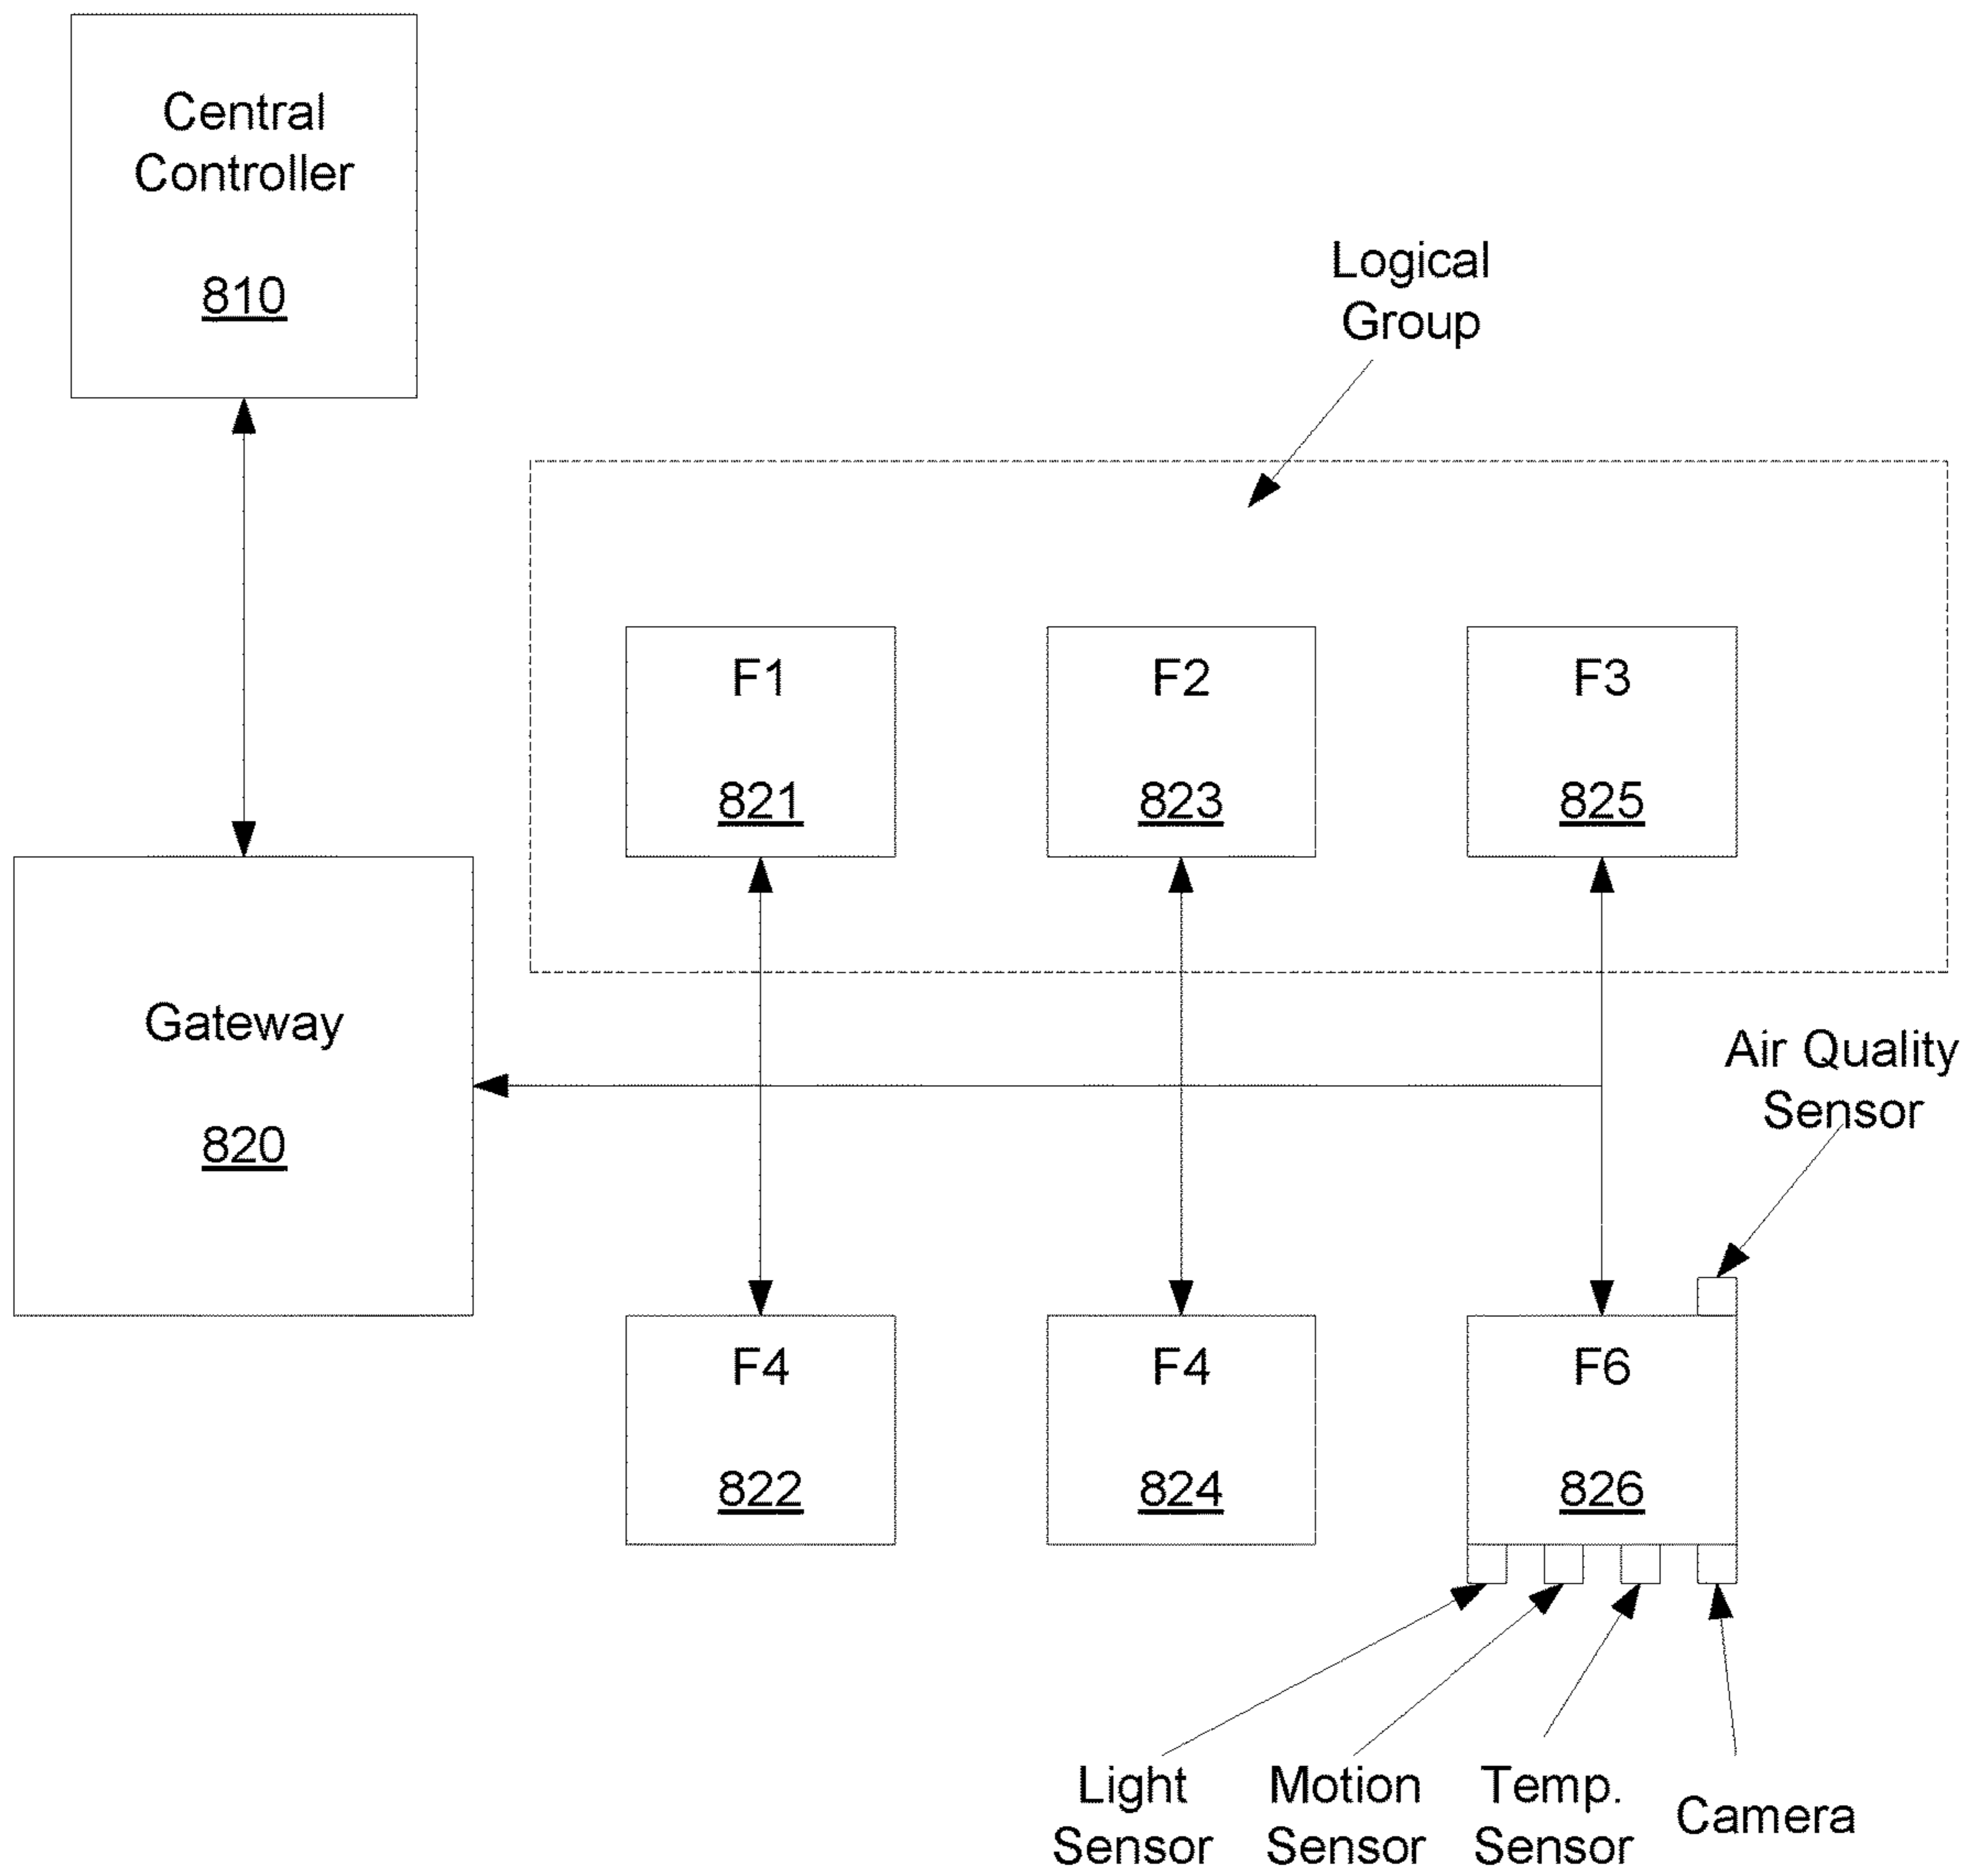 Central
Controller
810
Logical
Group
F1
821
F2
823
F3
825
Gateway
820
Air Quality
Sensor
F4
822
F4
824
F6
826
Light
Sensor
Motion
Sensor
Temp.
Sensor
Camera